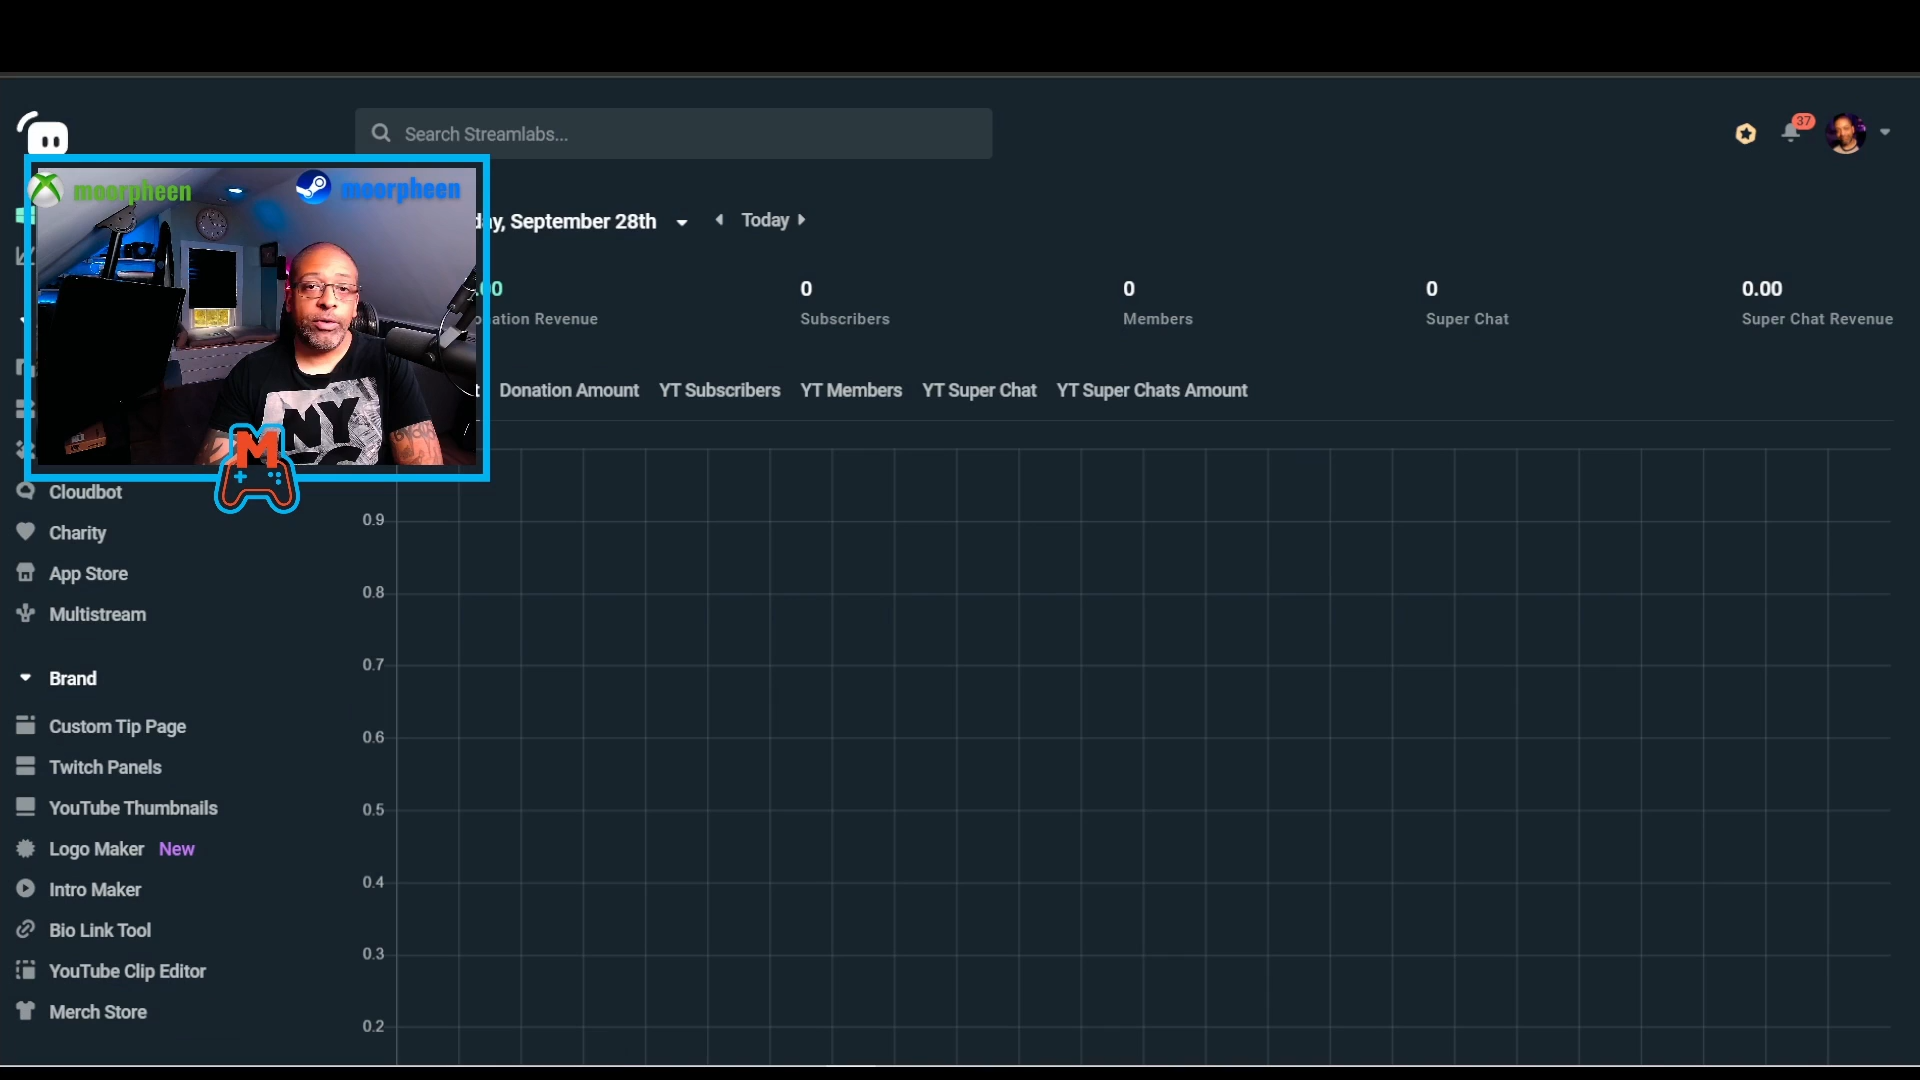 Search Streamlabs...
37
moorpheen
moorpheen
day, September 28th
Today
.00
0
0
0
0.00
Donation Revenue
Subscribers
Members
Super Chat
Super Chat Revenue
Donation Amount
YT Subscribers
YT Members
YT Super Chat
YT Super Chats Amount
NY
M
Cloudbot
Charity
App Store
Multistream
Brand
Custom Tip Page
Twitch Panels
YouTube Thumbnails
Logo Maker New
Intro Maker
Bio Link Tool
YouTube Clip Editor
Merch Store
0.9
0.8
0.7
0.6
0.5
0.4
0.3
0.2